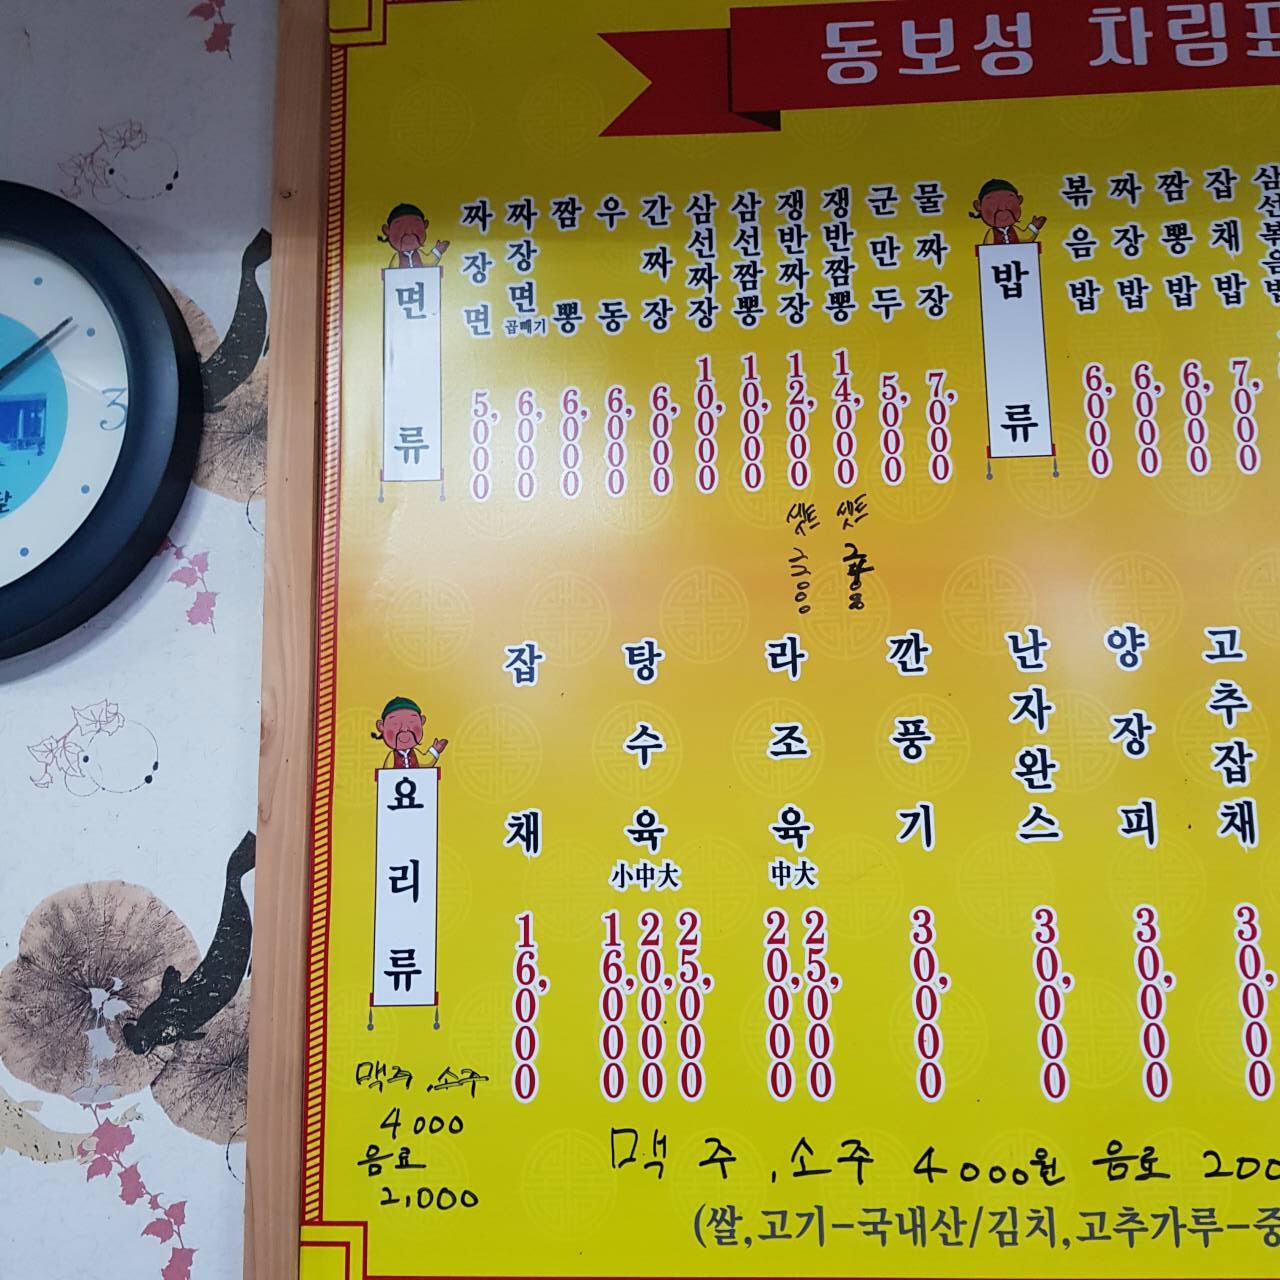 동보성 차림표
면류
짜장면 5,000
짜장면 곱빼기 6,000
짬뽕 6,000
우동 6,000
간짜장 6,000
삼선짜장 10,000
삼선짬뽕 10,000
쟁반짜장 12,000
쟁반짬뽕 14,000
군만두 5,000
물짜장 7,000
밥류
볶음밥 6,000
짜장밥 6,000
짬뽕밥 6,000
잡채밥 7,000
삼선볶음밥
3
요리류
잡채 16,000
탕수육 小中大 16,000 20,000 25,000
라조육 中大 20,000 25,000
깐풍기 30,000
난자완스 30,000
양장피 30,000
고추잡채 30,000
맥주, 소주
4000
음료
2,000
맥주, 소주 4000원 음료 200
(쌀,고기-국내산/김치,고추가루-중